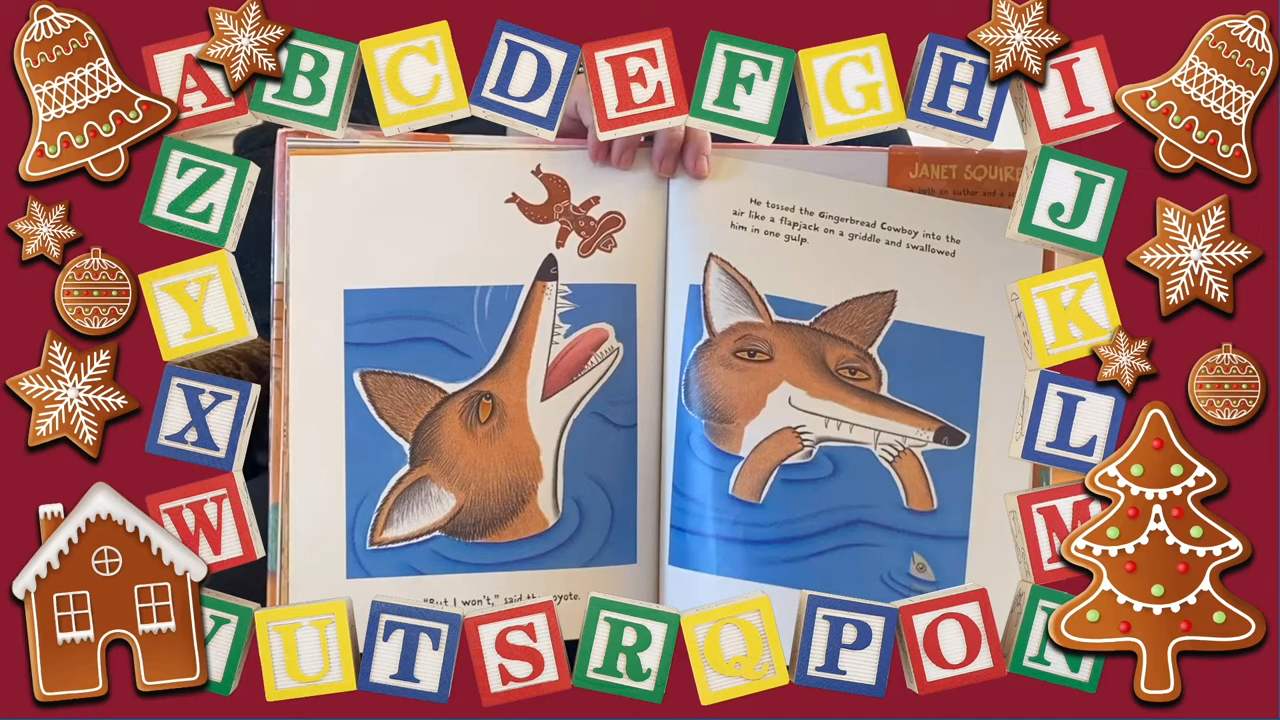 A B C D E F G H I
Z
J
Y
K
X
L
W
M
U T S R Q P O N
JANET SQUIRE
He tossed the Gingerbread Cowboy into the
air like a flapjack on a griddle and swallowed
him in one gulp.
"But I won't," said the coyote.